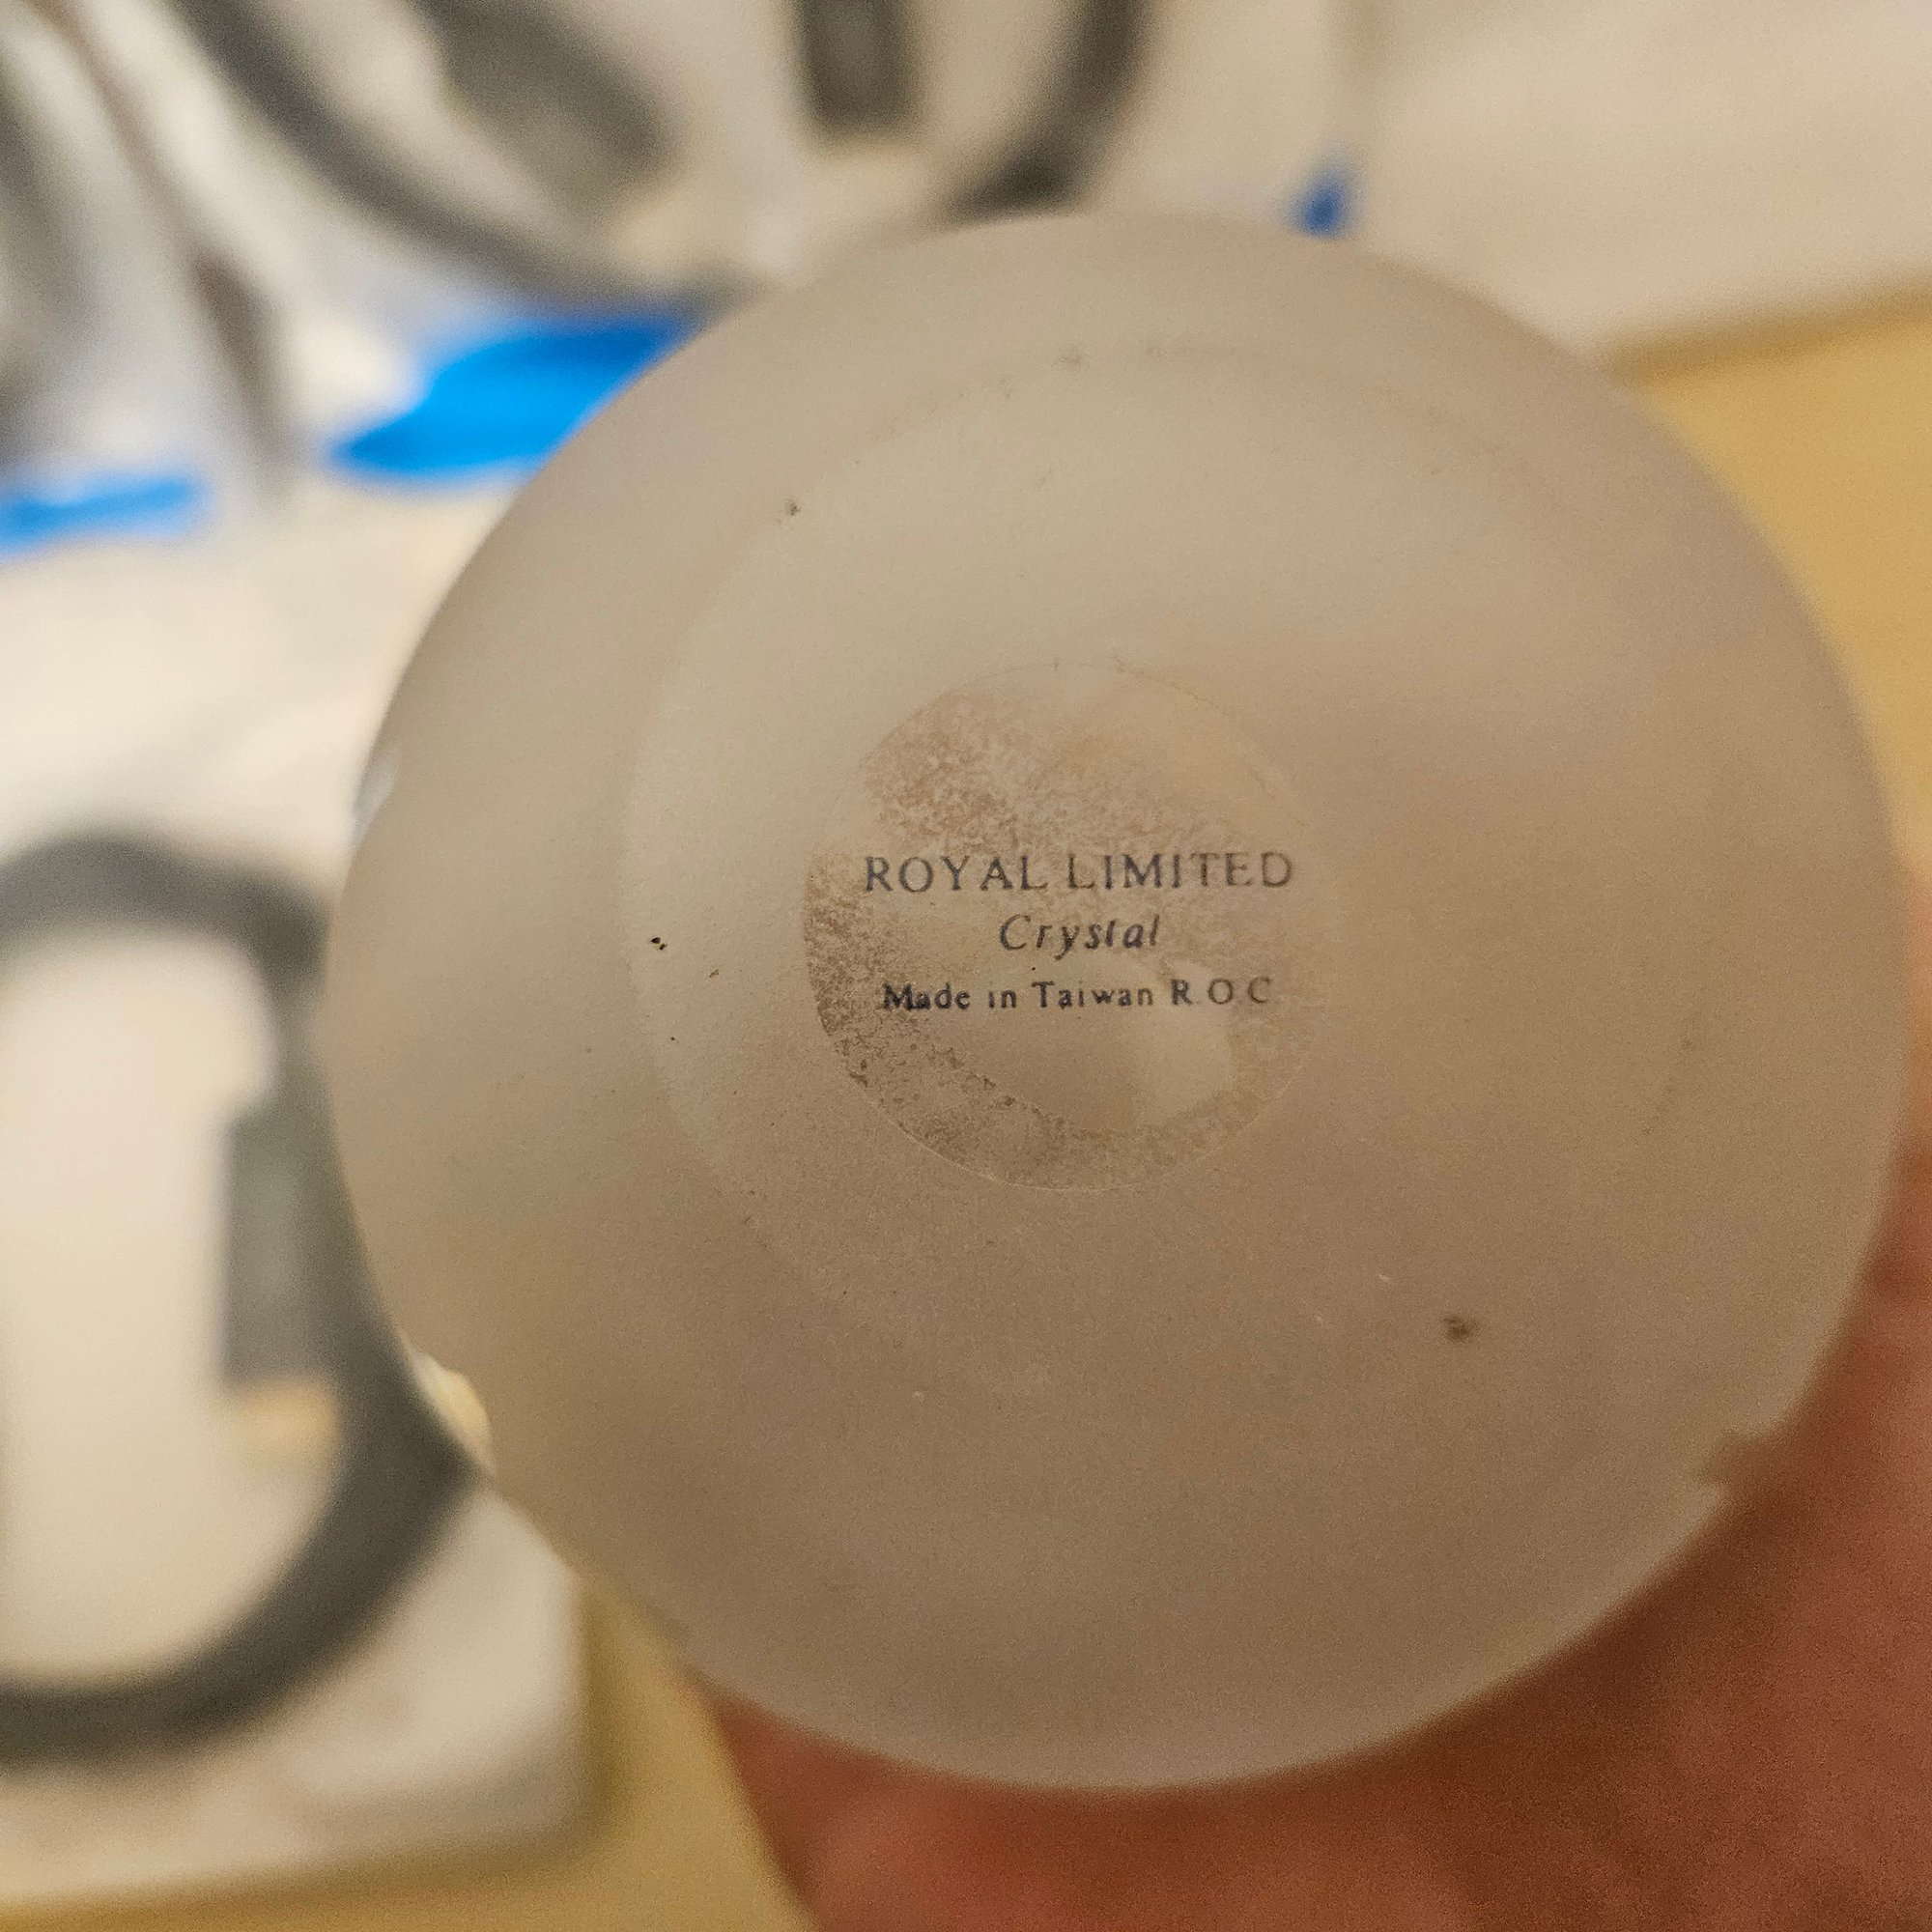 ROYAL LIMITED
Crystal
Made in Taiwan R.O.C.